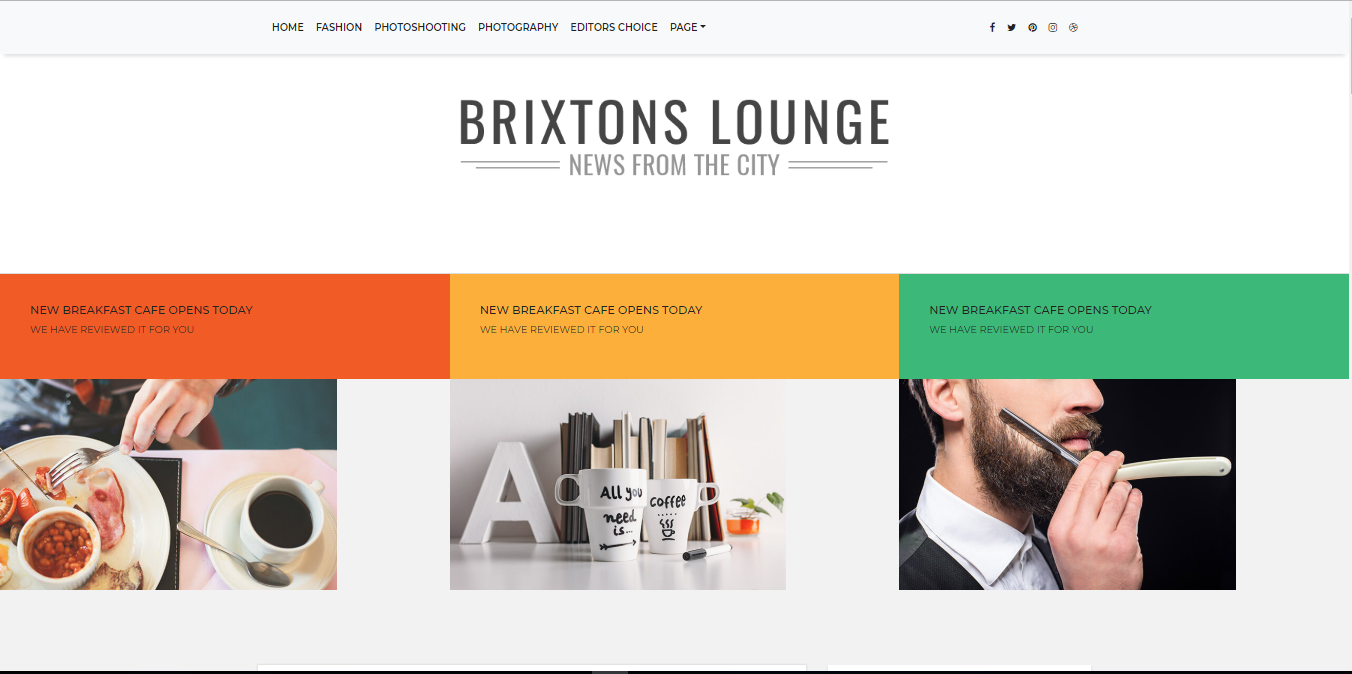 HOME FASHION PHOTOSHOOTING PHOTOGRAPHY EDITORS CHOICE PAGE
BRIXTONS LOUNGE
NEWS FROM THE CITY
NEW BREAKFAST CAFE OPENS TODAY
WE HAVE REVIEWED IT FOR YOU
NEW BREAKFAST CAFE OPENS TODAY
WE HAVE REVIEWED IT FOR YOU
NEW BREAKFAST CAFE OPENS TODAY
WE HAVE REVIEWED IT FOR YOU
A
All you
need
is...
coffee